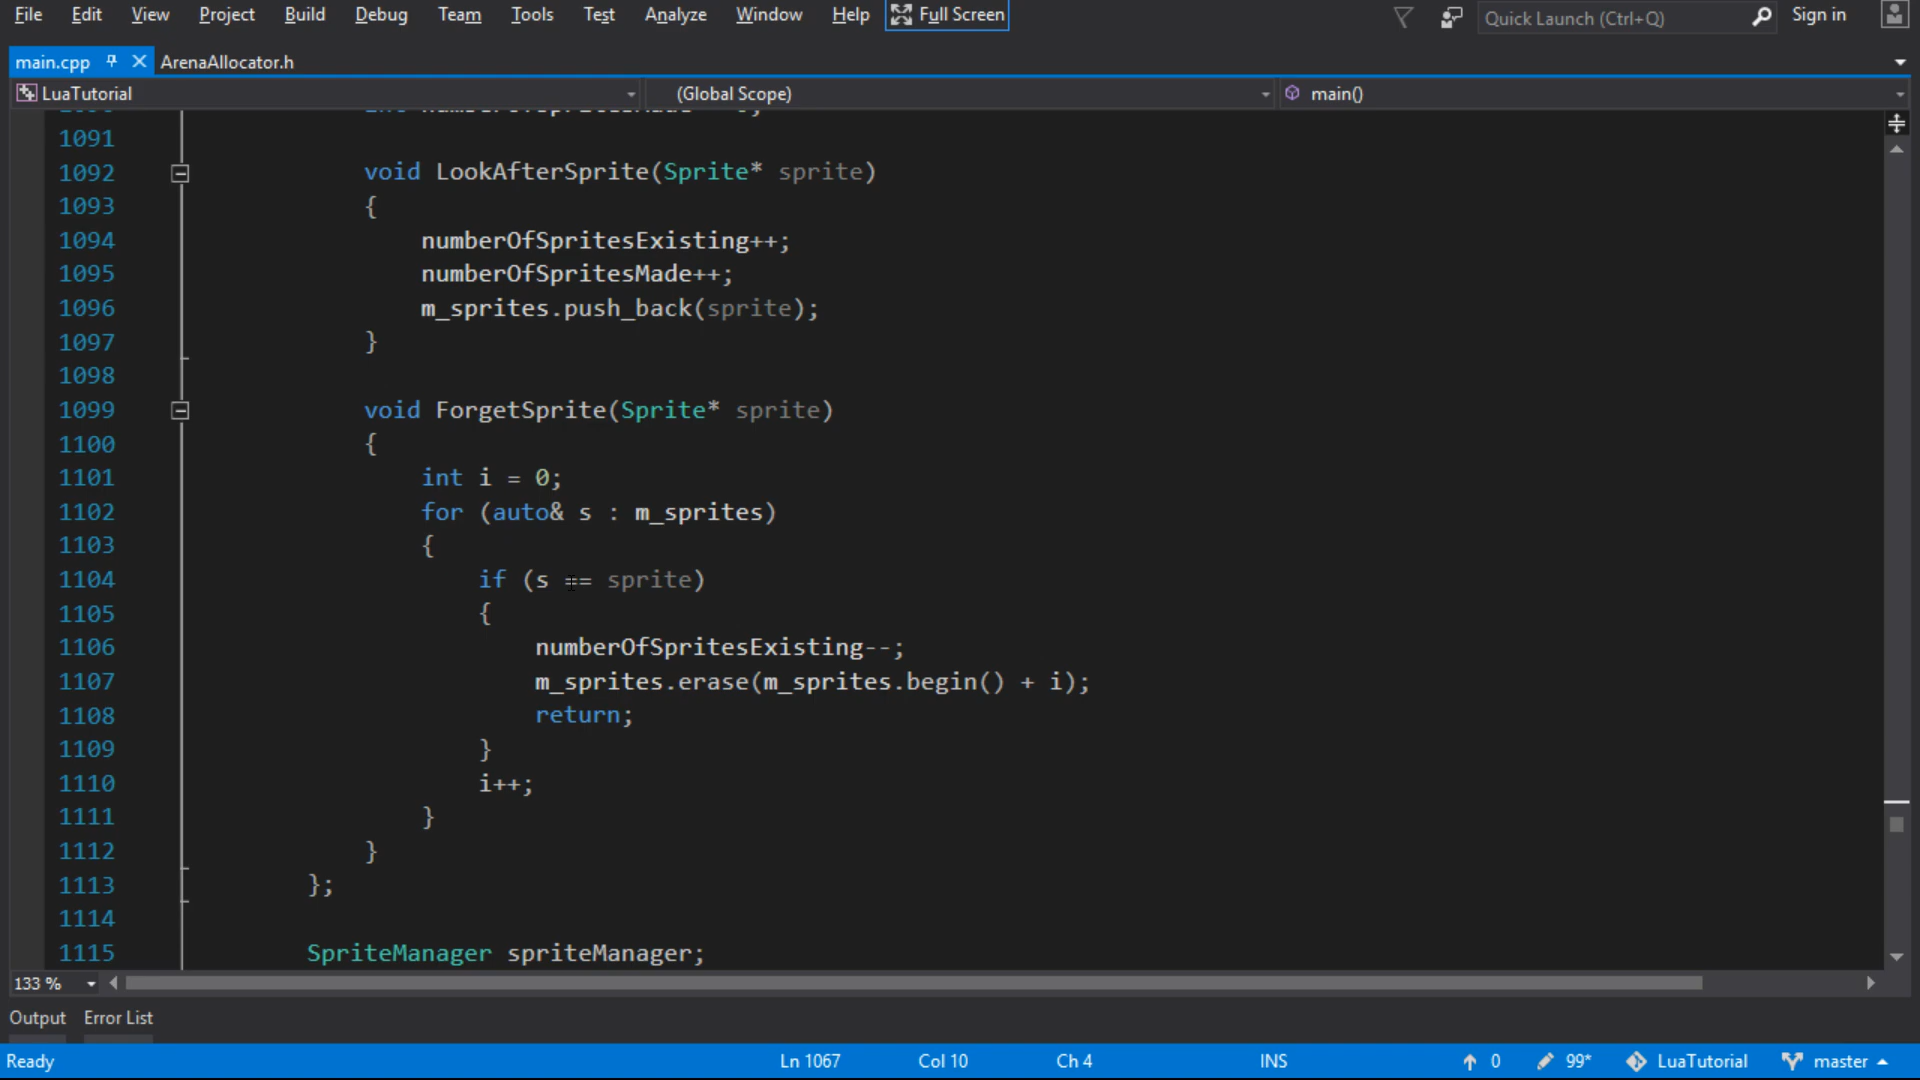 File Edit View Project Build Debug Team Tools Test Analyze Window Help Full Screen Quick Launch (Ctrl+Q) Sign in
main.cpp ArenaAllocator.h
LuaTutorial (Global Scope) main()
1091
1092 void LookAfterSprite(Sprite* sprite)
1093 {
1094 numberOfSpritesExisting++;
1095 numberOfSpritesMade++;
1096 m_sprites.push_back(sprite);
1097 }
1098
1099 void ForgetSprite(Sprite* sprite)
1100 {
1101 int i = 0;
1102 for (auto& s : m_sprites)
1103 {
1104 if (s == sprite)
1105 {
1106 numberOfSpritesExisting--;
1107 m_sprites.erase(m_sprites.begin() + i);
1108 return;
1109 }
1110 i++;
1111 }
1112 }
1113 };
1114
1115 SpriteManager spriteManager;
133 %
Output Error List
Ready Ln 1067 Col 10 Ch 4 INS 0 99* LuaTutorial master